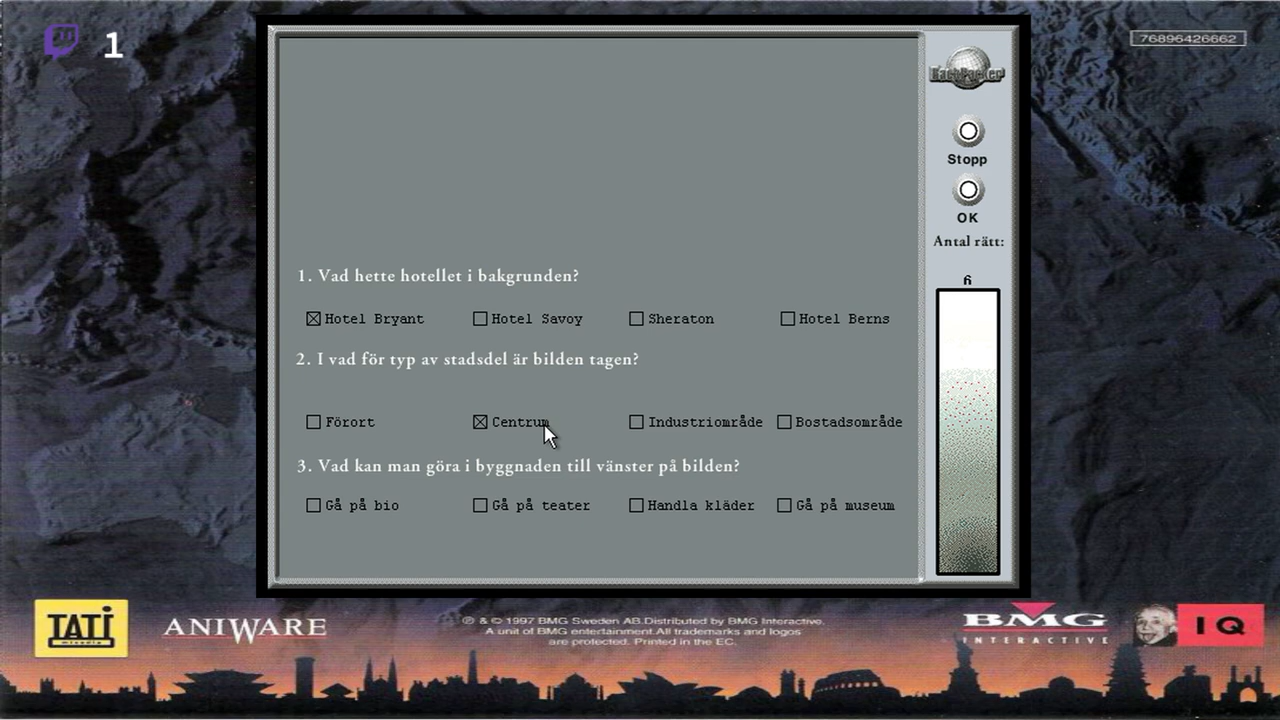 1
76896426662
BackPacker
Stopp
OK
Antal rätt:
6
1. Vad hette hotellet i bakgrunden?
Hotel Bryant Hotel Savoy Sheraton Hotel Berns
2. I vad för typ av stadsdel är bilden tagen?
Förort Centrum Industriområde Bostadsområde
3. Vad kan man göra i byggnaden till vänster på bilden?
Gå på bio Gå på teater Handla kläder Gå på museum
TATi
ANIWARE
℗ & © 1997 BMG Sweden AB.Distributed by BMG Interactive.
A unit of BMG entertainment.All trademarks and logos
are protected. Printed in the EC.
BMG
INTERACTIVE
IQ